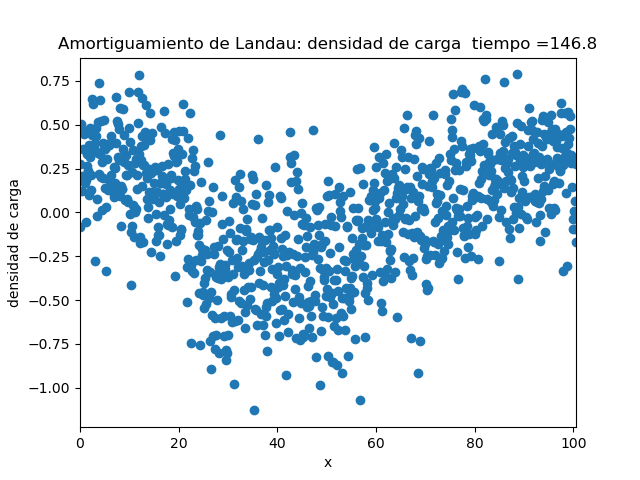 Amortiguamiento de Landau: densidad de carga  tiempo =146.8
densidad de carga
0.75
0.50
0.25
0.00
−0.25
−0.50
−0.75
−1.00
0 20 40 60 80 100
x